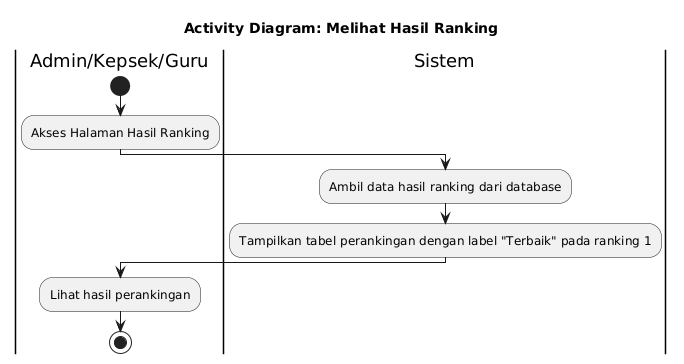 Activity Diagram: Melihat Hasil Ranking
Admin/Kepsek/Guru
Sistem
Akses Halaman Hasil Ranking
Ambil data hasil ranking dari database
Tampilkan tabel perankingan dengan label "Terbaik" pada ranking 1
Lihat hasil perankingan